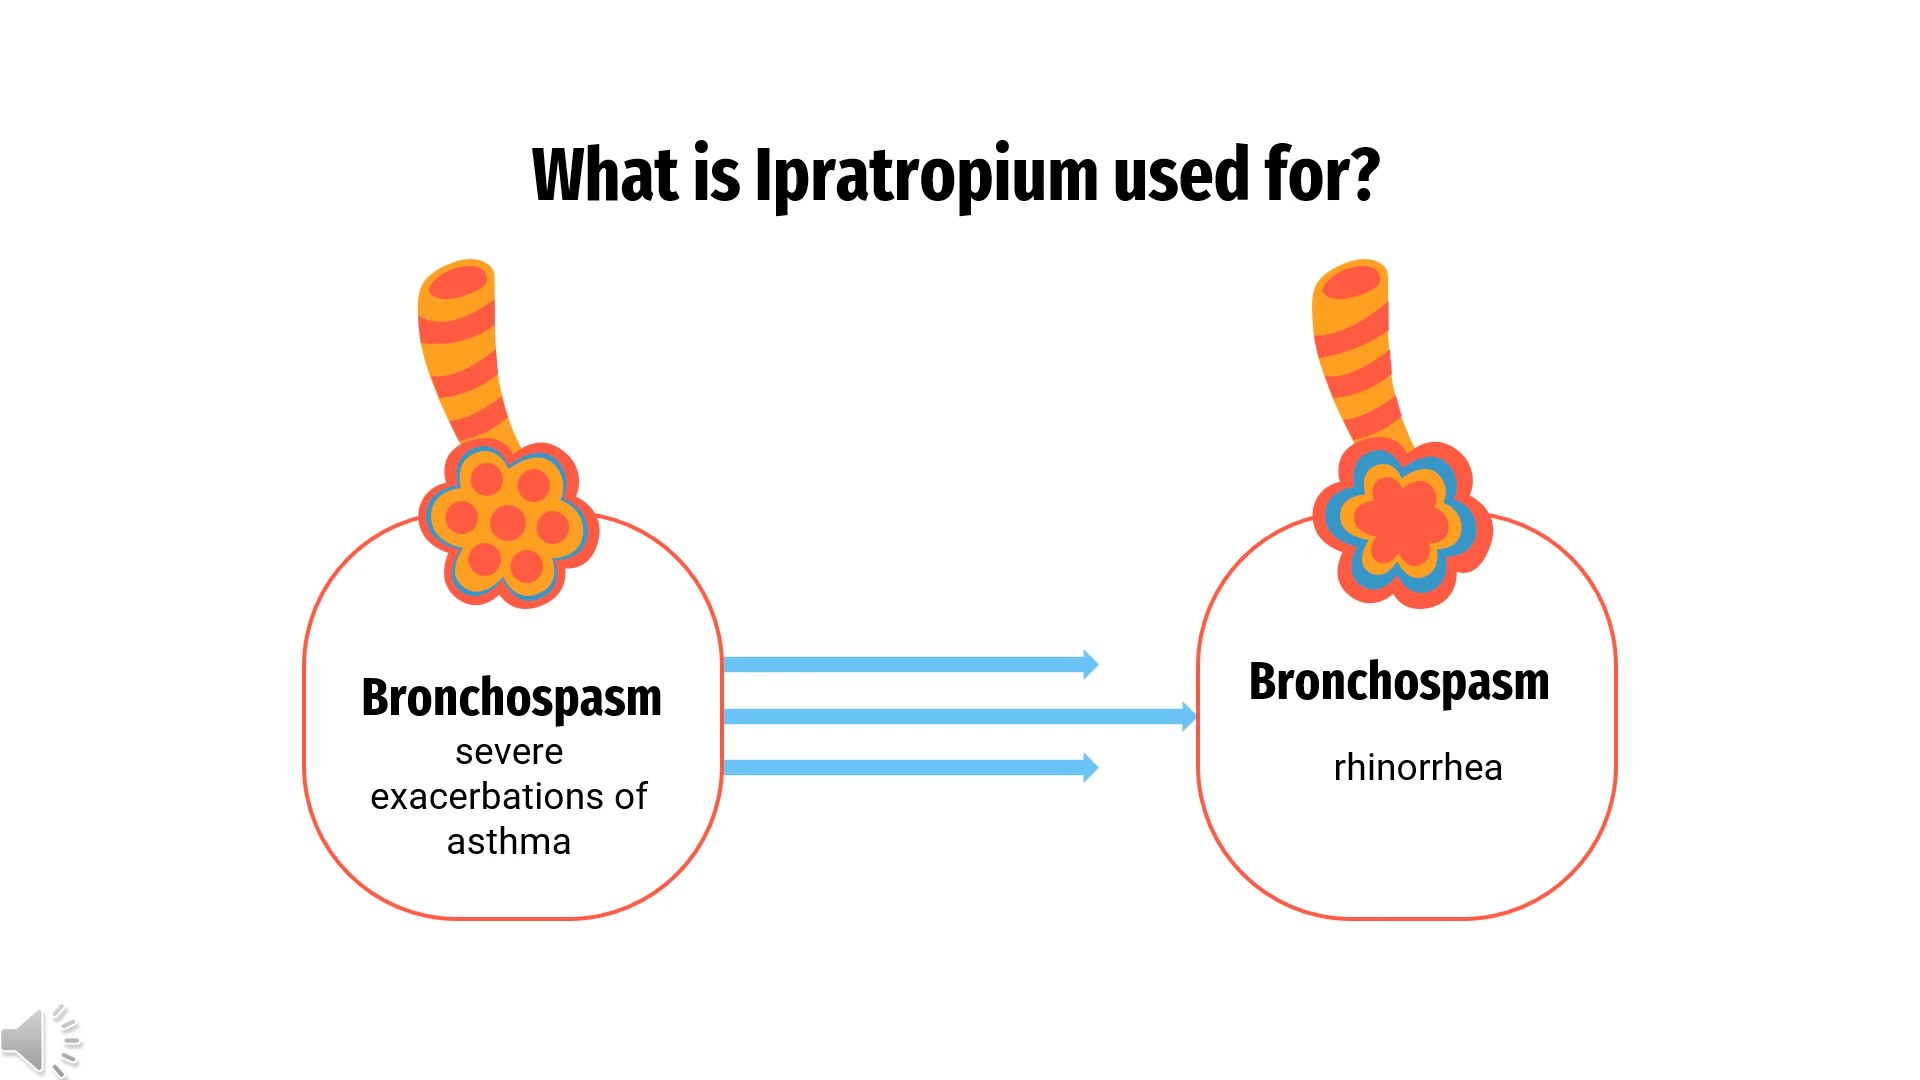 What is Ipratropium used for?
Bronchospasm
severe
exacerbations of
asthma
Bronchospasm
rhinorrhea